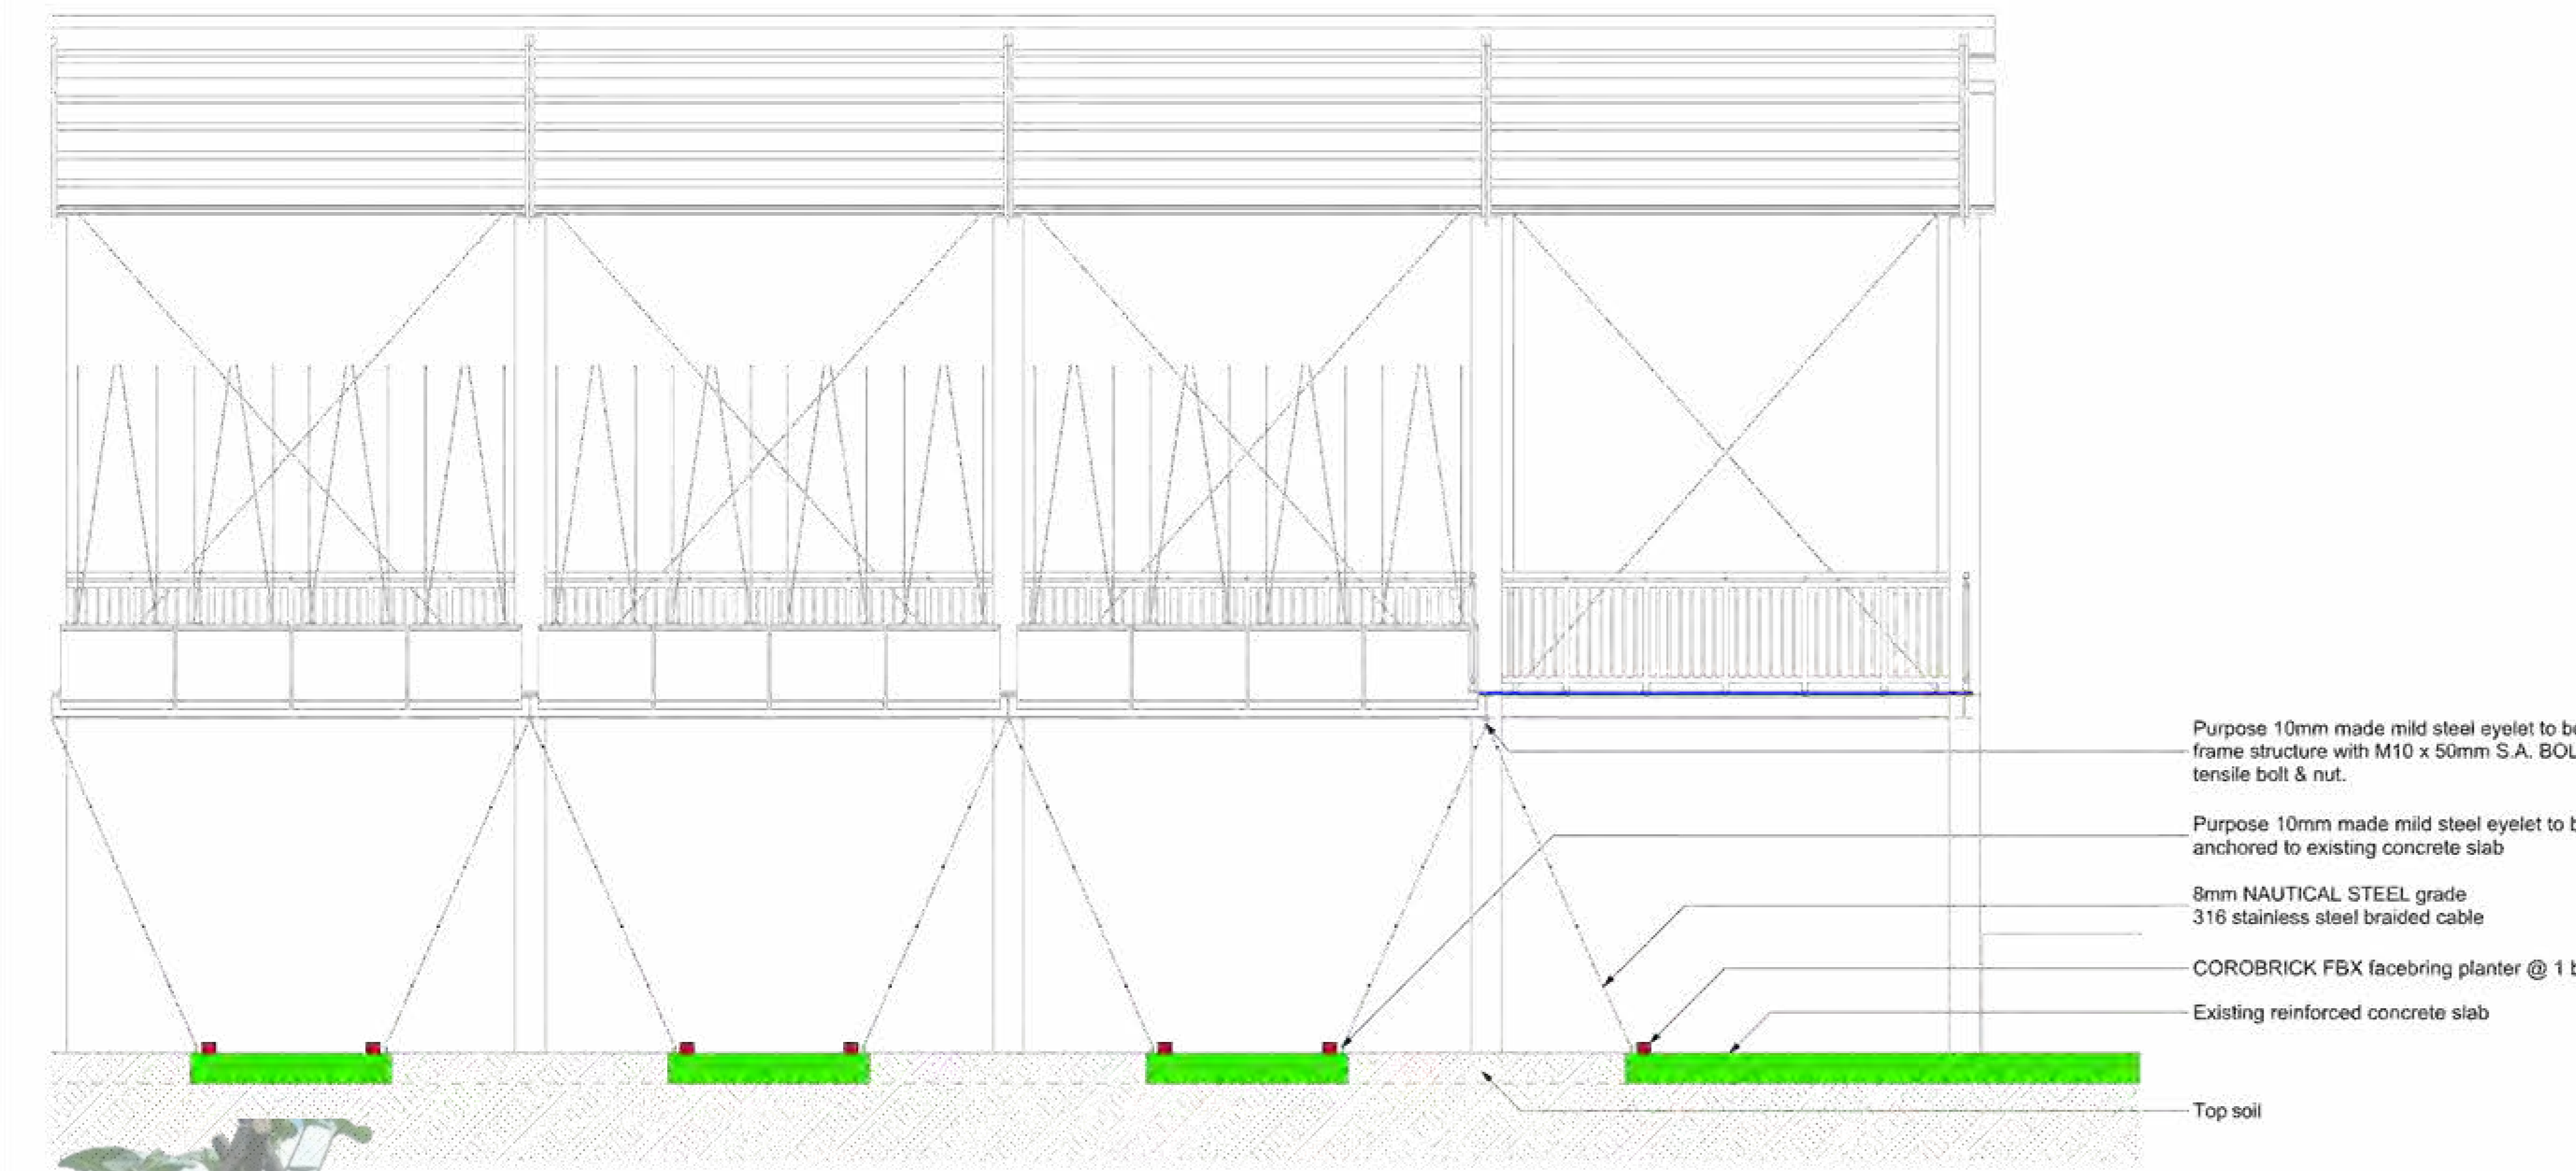 Purpose 10mm made mild steel eyelet to be
frame structure with M10 x 50mm S.A. BOL
tensile bolt & nut.
Purpose 10mm made mild steel eyelet to b
anchored to existing concrete slab
8mm NAUTICAL STEEL grade
316 stainless steel braided cable
COROBRICK FBX facebring planter @ 1 b
Existing reinforced concrete slab
Top soil